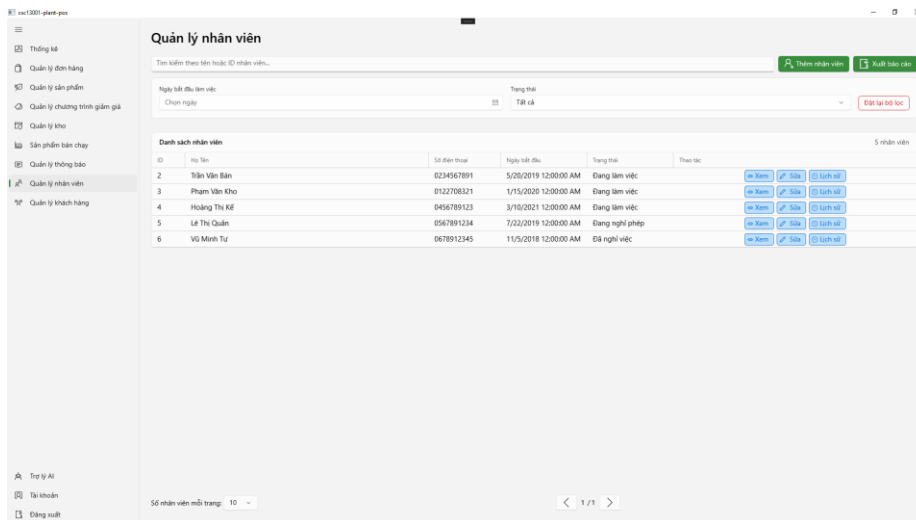 csc13001-plant-pos
Thống kê
Quản lý đơn hàng
Quản lý sản phẩm
Quản lý chương trình giảm giá
Quản lý kho
Sản phẩm bán chạy
Quản lý thông báo
Quản lý nhân viên
Quản lý khách hàng
Trợ lý AI
Tài khoản
Đăng xuất
Quản lý nhân viên
Tìm kiếm theo tên hoặc ID nhân viên...
Thêm nhân viên Xuất báo cáo
Ngày bắt đầu làm việc Trạng thái
Chọn ngày Tất cả Đặt lại bộ lọc
Danh sách nhân viên 5 nhân viên
ID Họ Tên Số điện thoại Ngày bắt đầu Trạng thái Thao tác
2 Trần Văn Bán 0234567891 5/20/2019 12:00:00 AM Đang làm việc Xem Sửa Lịch sử
3 Phạm Văn Kho 0122708321 1/15/2020 12:00:00 AM Đang làm việc Xem Sửa Lịch sử
4 Hoàng Thị Kế 0456789123 3/10/2021 12:00:00 AM Đang làm việc Xem Sửa Lịch sử
5 Lê Thị Quản 0567891234 7/22/2019 12:00:00 AM Đang nghỉ phép Xem Sửa Lịch sử
6 Vũ Minh Tư 0678912345 11/5/2018 12:00:00 AM Đã nghỉ việc Xem Sửa Lịch sử
Số nhân viên mỗi trang: 10 1 / 1